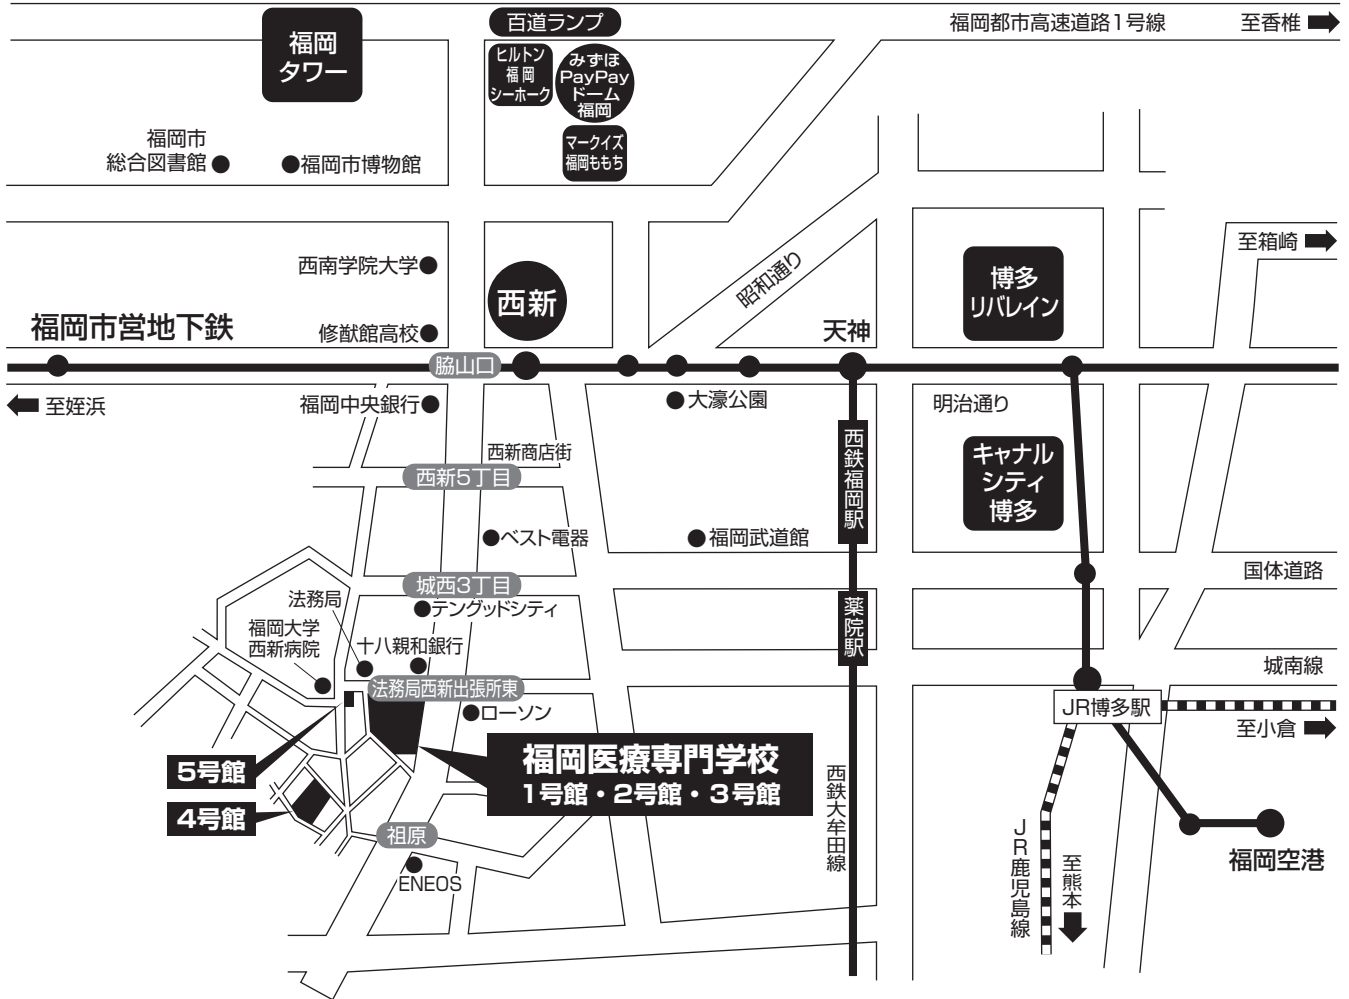 百道ランプ
福岡都市高速道路1号線
至香椎
福岡
タワー
ヒルトン
福岡
シーホーク
みずほ
PayPay
ドーム
福岡
マークイズ
福岡ももち
福岡市
総合図書館
福岡市博物館
西南学院大学
西新
昭和通り
博多
リバレイン
至箱崎
福岡市営地下鉄
修猷館高校
天神
脇山口
至姪浜
福岡中央銀行
大濠公園
明治通り
西新商店街
西新5丁目
西鉄福岡駅
キャナル
シティ
博多
ベスト電器
福岡武道館
国体道路
城西3丁目
法務局
テングッドシティ
薬院駅
福岡大学
西新病院
十八親和銀行
城南線
法務局西新出張所東
ローソン
JR博多駅
至小倉
5号館
福岡医療専門学校
1号館・2号館・3号館
4号館
祖原
西鉄大牟田線
JR鹿児島線
至熊本
福岡空港
ENEOS